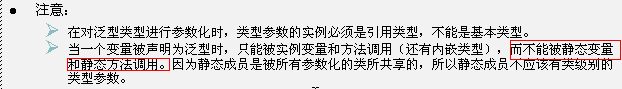 ● 注意：
➢ 在对泛型类型进行参数化时，类型参数的实例必须是引用类型，不能是基本类型。
➢ 当一个变量被声明为泛型时，只能被实例变量和方法调用（还有内嵌类型），而不能被静态变量
和静态方法调用。因为静态成员是被所有参数化的类所共享的，所以静态成员不应该有类级别的
类型参数。